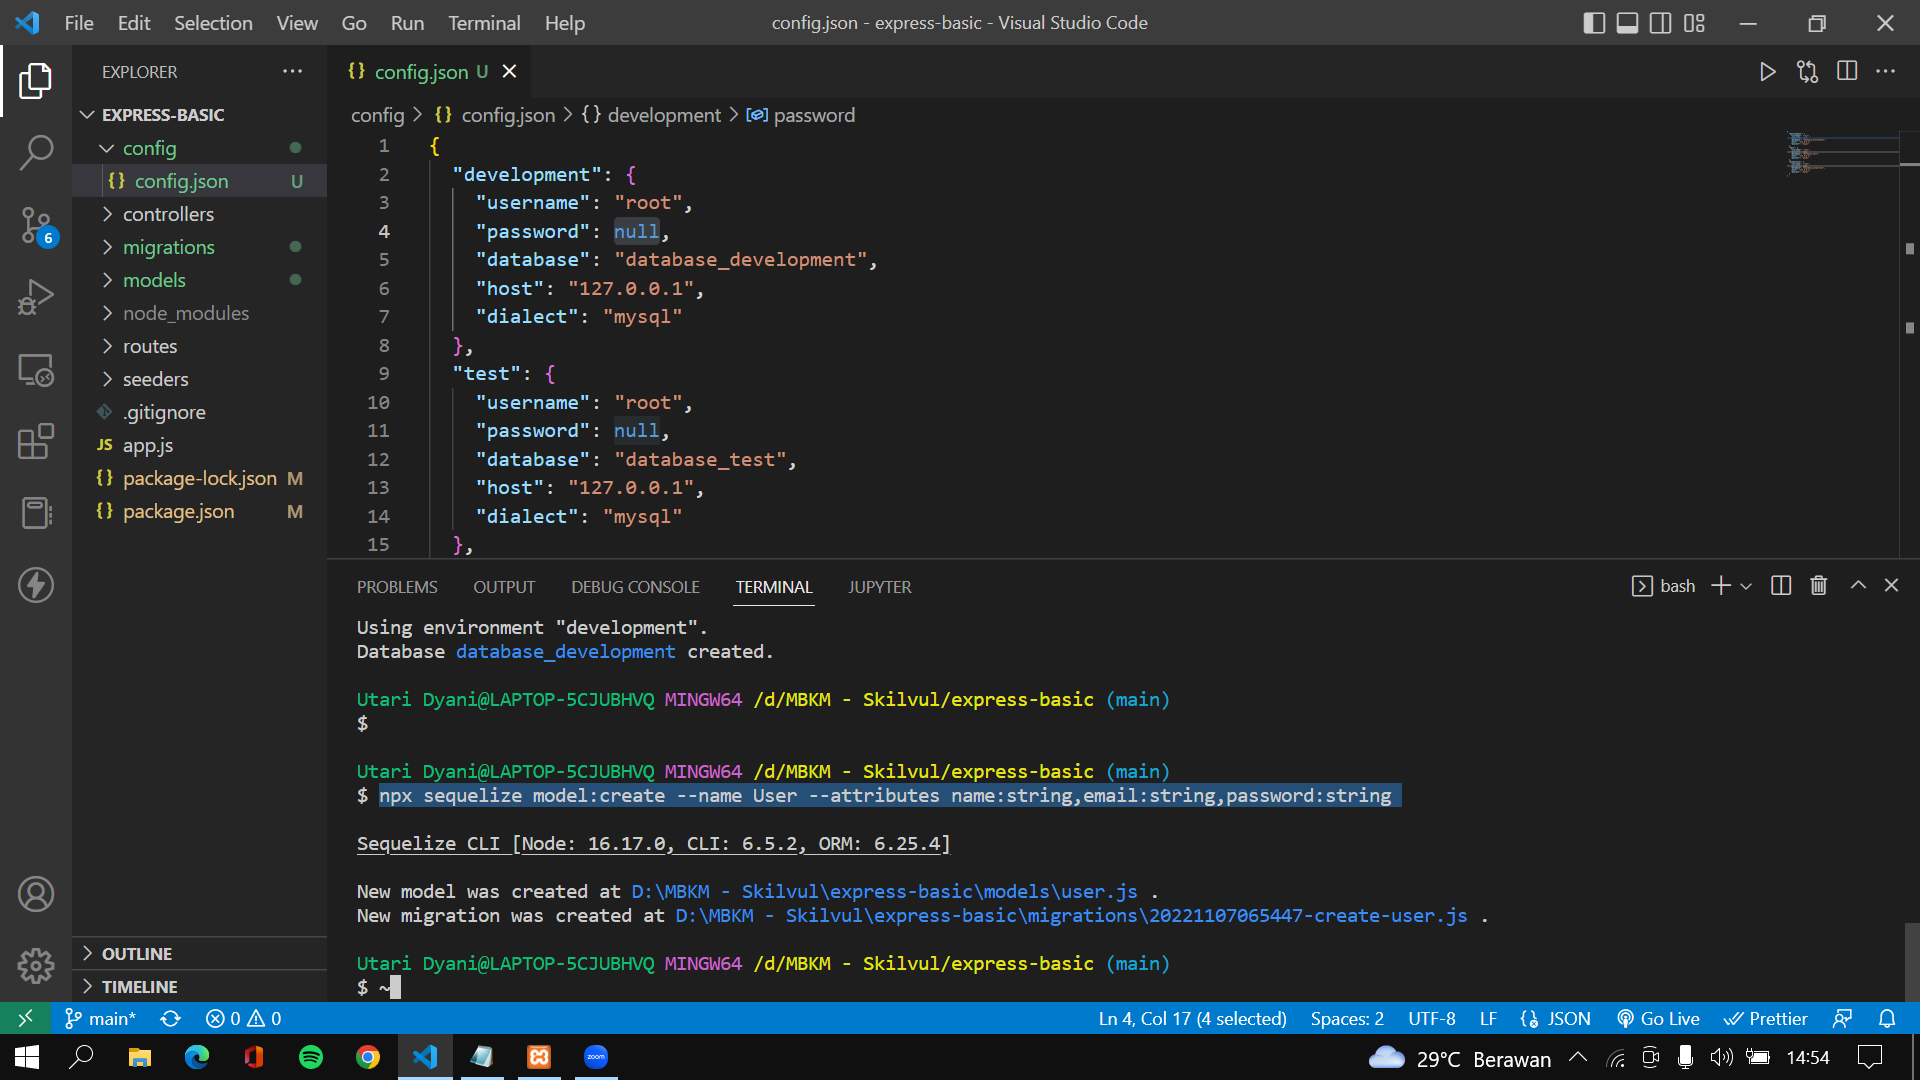 File Edit Selection View Go Run Terminal Help
config.json - express-basic - Visual Studio Code
EXPLORER
EXPRESS-BASIC
config
config.json U
controllers
migrations
models
node_modules
routes
seeders
.gitignore
JS app.js
package-lock.json M
package.json M
OUTLINE
TIMELINE
6
config.json U
config > {} config.json > {} development > password
1 {
2 "development": {
3 "username": "root",
4 "password": null,
5 "database": "database_development",
6 "host": "127.0.0.1",
7 "dialect": "mysql"
8 },
9 "test": {
10 "username": "root",
11 "password": null,
12 "database": "database_test",
13 "host": "127.0.0.1",
14 "dialect": "mysql"
15 },
PROBLEMS OUTPUT DEBUG CONSOLE TERMINAL JUPYTER
bash
Using environment "development".
Database database_development created.
Utari Dyani@LAPTOP-5CJUBHVQ MINGW64 /d/MBKM - Skilvul/express-basic (main)
$
Utari Dyani@LAPTOP-5CJUBHVQ MINGW64 /d/MBKM - Skilvul/express-basic (main)
$ npx sequelize model:create --name User --attributes name:string,email:string,password:string
Sequelize CLI [Node: 16.17.0, CLI: 6.5.2, ORM: 6.25.4]
New model was created at D:\MBKM - Skilvul\express-basic\models\user.js .
New migration was created at D:\MBKM - Skilvul\express-basic\migrations\20221107065447-create-user.js .
Utari Dyani@LAPTOP-5CJUBHVQ MINGW64 /d/MBKM - Skilvul/express-basic (main)
$ ~
main* 0 0
Ln 4, Col 17 (4 selected) Spaces: 2 UTF-8 LF {} JSON Go Live Prettier
zoom
29°C Berawan 14:54